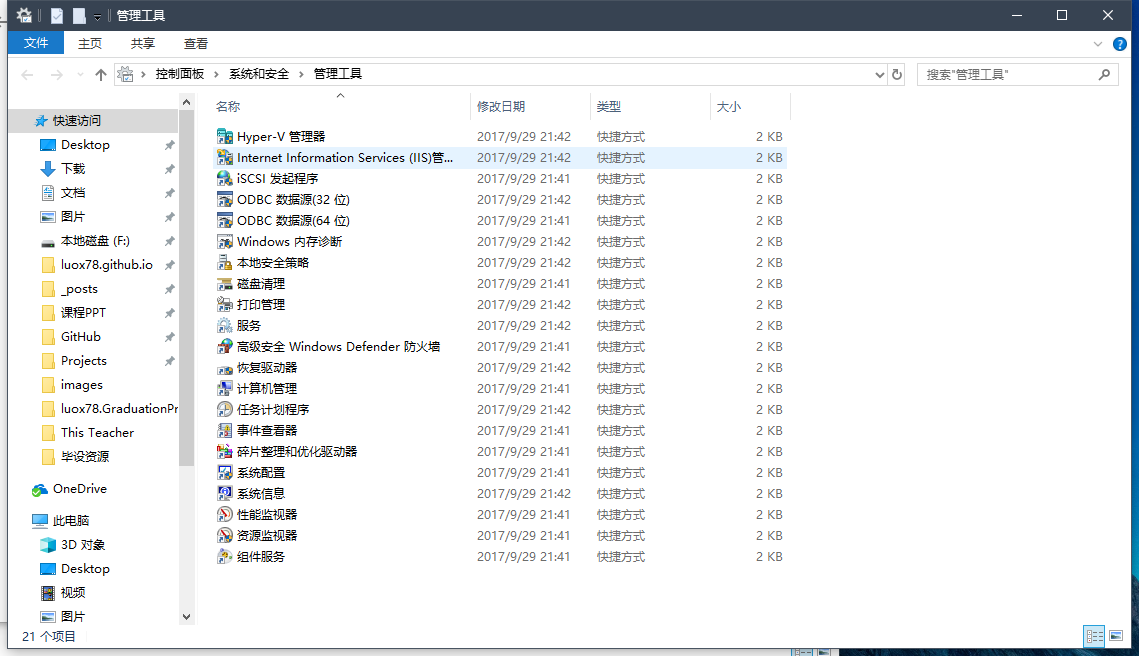 管理工具
文件 主页 共享 查看
控制面板 系统和安全 管理工具 搜索"管理工具"
名称 修改日期 类型 大小
快速访问
Desktop
下载
文档
图片
本地磁盘 (F:)
luox78.github.io
_posts
课程PPT
GitHub
Projects
images
luox78.GraduationPr
This Teacher
毕设资源
OneDrive
此电脑
3D 对象
Desktop
视频
图片
Hyper-V 管理器 2017/9/29 21:42 快捷方式 2 KB
Internet Information Services (IIS)管... 2017/9/29 21:42 快捷方式 2 KB
iSCSI 发起程序 2017/9/29 21:41 快捷方式 2 KB
ODBC 数据源(32 位) 2017/9/29 21:42 快捷方式 2 KB
ODBC 数据源(64 位) 2017/9/29 21:41 快捷方式 2 KB
Windows 内存诊断 2017/9/29 21:42 快捷方式 2 KB
本地安全策略 2017/9/29 21:42 快捷方式 2 KB
磁盘清理 2017/9/29 21:41 快捷方式 2 KB
打印管理 2017/9/29 21:42 快捷方式 2 KB
服务 2017/9/29 21:42 快捷方式 2 KB
高级安全 Windows Defender 防火墙 2017/9/29 21:41 快捷方式 2 KB
恢复驱动器 2017/9/29 21:42 快捷方式 2 KB
计算机管理 2017/9/29 21:41 快捷方式 2 KB
任务计划程序 2017/9/29 21:42 快捷方式 2 KB
事件查看器 2017/9/29 21:41 快捷方式 2 KB
碎片整理和优化驱动器 2017/9/29 21:41 快捷方式 2 KB
系统配置 2017/9/29 21:41 快捷方式 2 KB
系统信息 2017/9/29 21:42 快捷方式 2 KB
性能监视器 2017/9/29 21:41 快捷方式 2 KB
资源监视器 2017/9/29 21:41 快捷方式 2 KB
组件服务 2017/9/29 21:41 快捷方式 2 KB
21 个项目